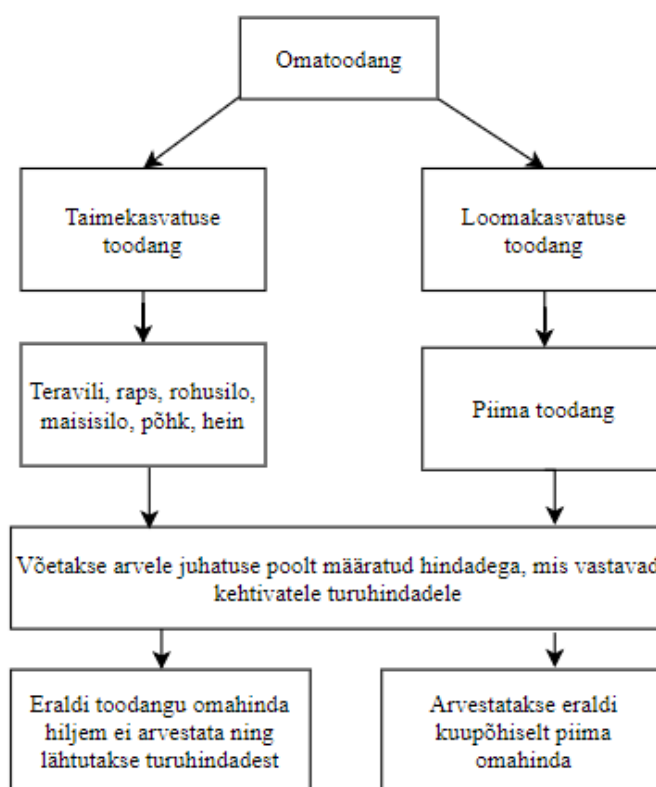 Omatoodang
Taimekasvatuse
toodang
Loomakasvatuse
toodang
Teravili, raps, rohusilo,
maisisilo, põhk, hein
Piima toodang
Võetakse arvele juhatuse poolt määratud hindadega, mis vastavad
kehtivatele turuhindadele
Eraldi toodangu omahinda
hiljem ei arvestata ning
lähtutakse turuhindadest
Arvestatakse eraldi
kuupõhiselt piima
omahinda